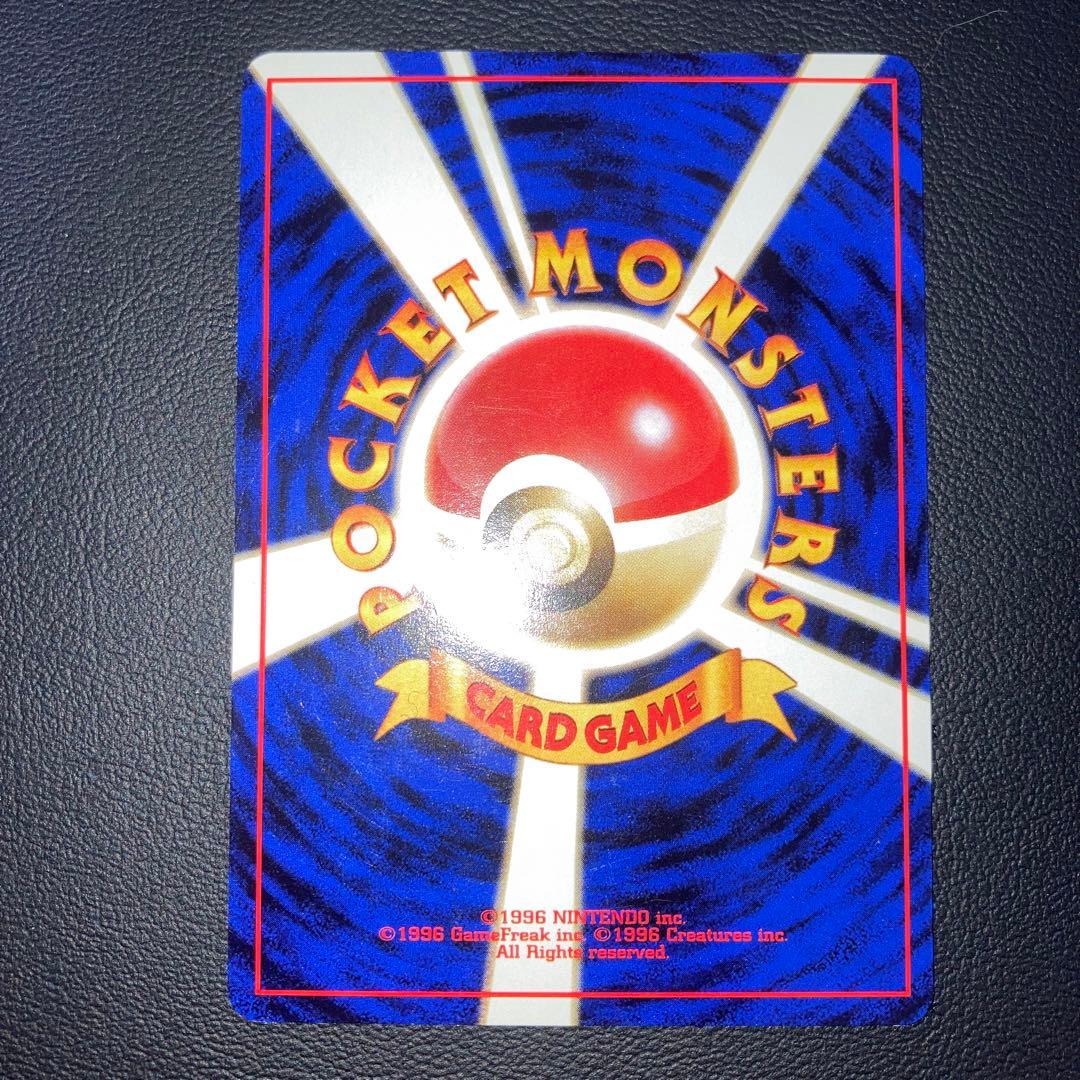 POCKET MONSTERS
CARD GAME
©1996 NINTENDO inc.
©1996 GameFreak inc. ©1996 Creatures inc.
All Rights reserved.